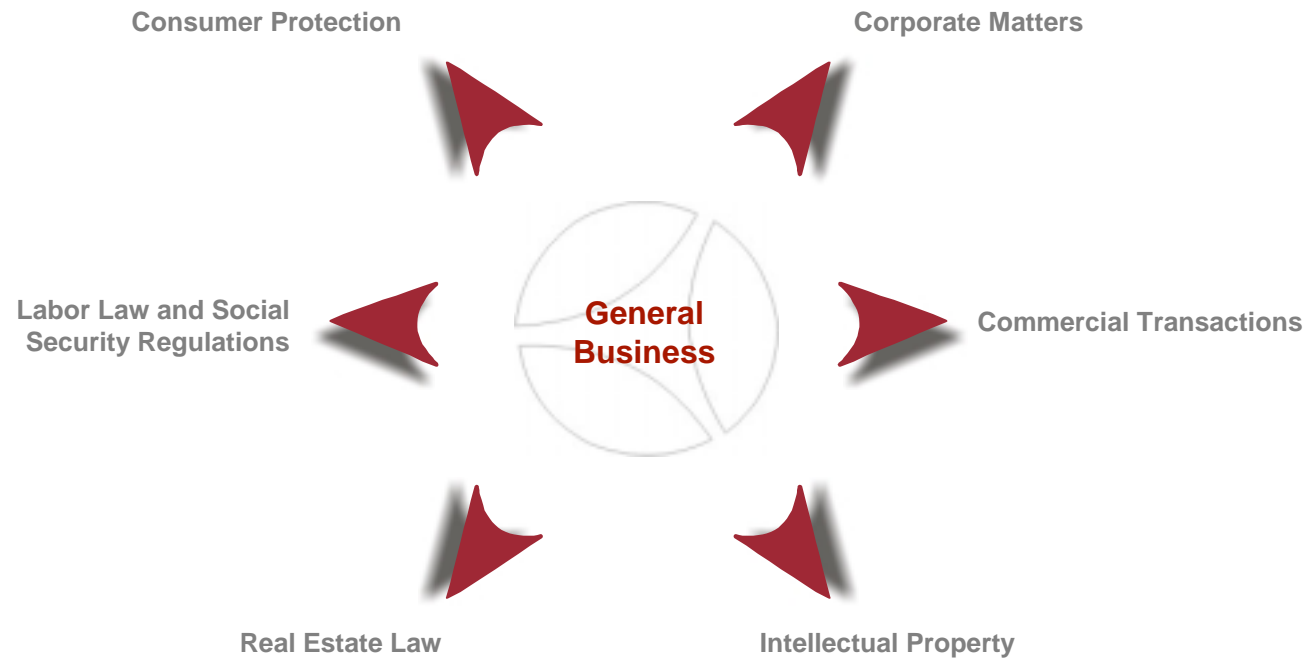 Consumer Protection
Corporate Matters
Labor Law and Social
Security Regulations
General
Business
Commercial Transactions
Real Estate Law
Intellectual Property